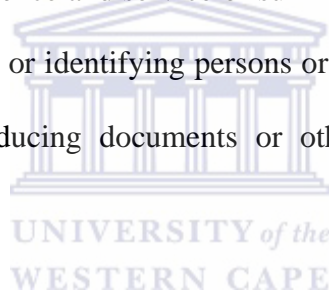 or identifying persons or
ducing documents or oth
UNIVERSITY of the
WESTERN CAPE